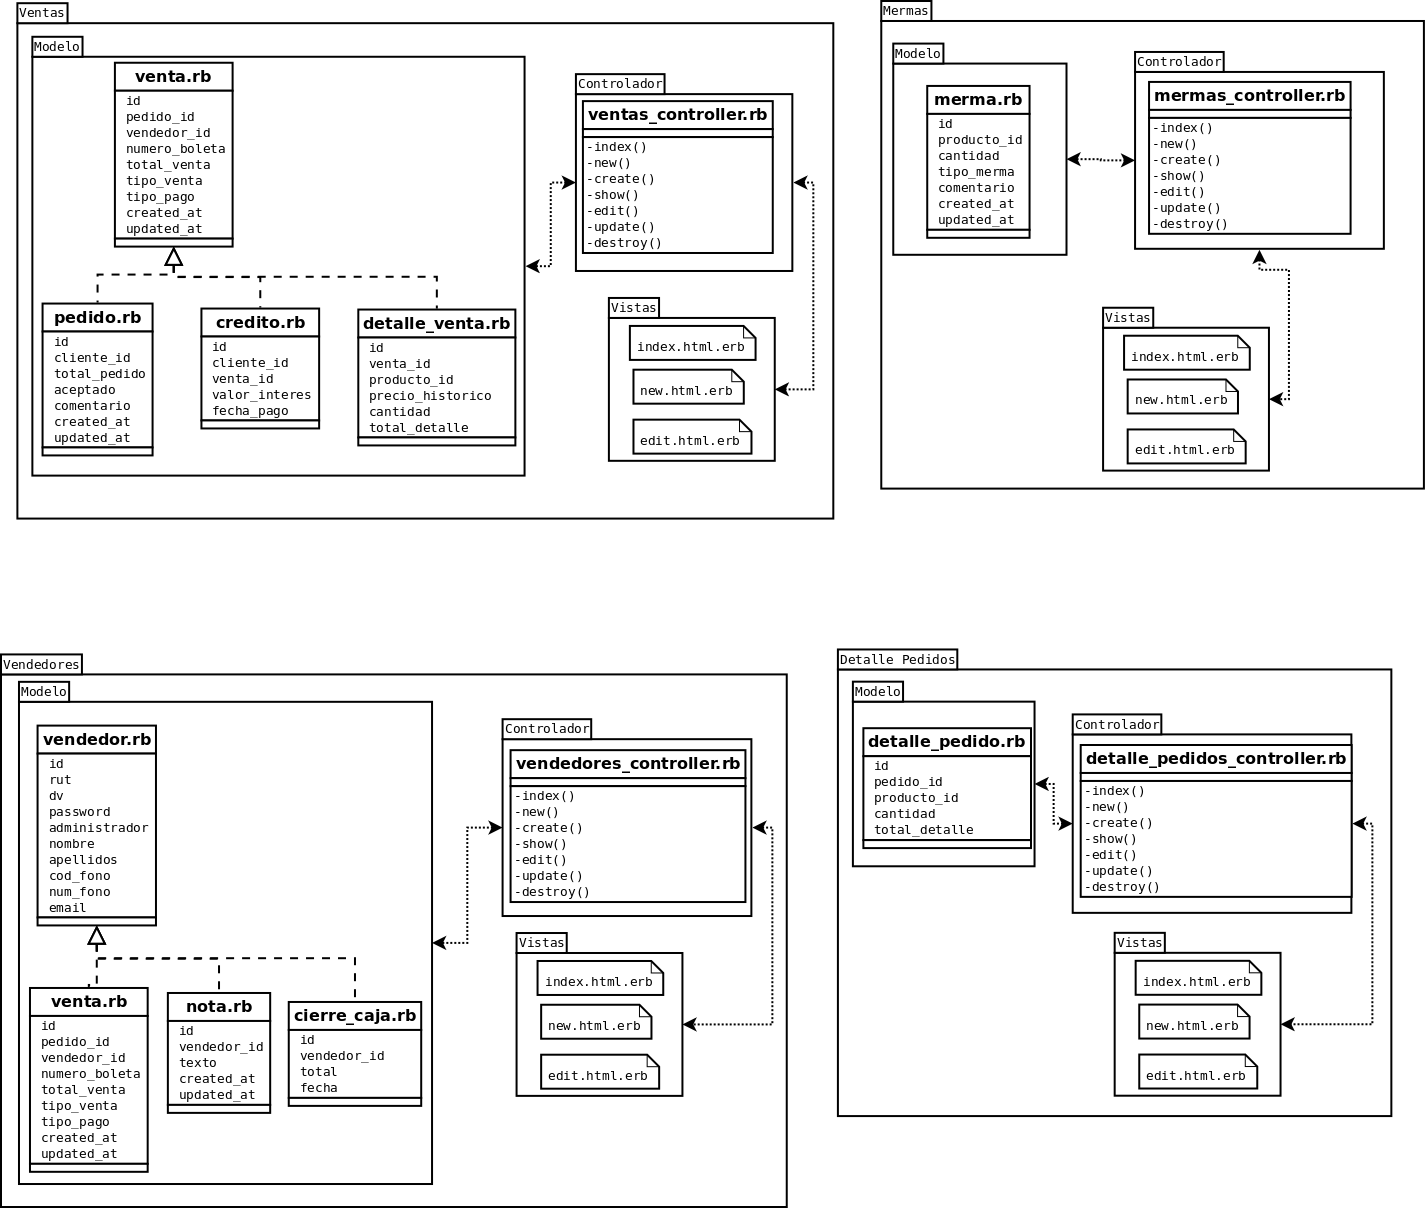 Ventas
Modelo
venta.rb
id
pedido_id
vendedor_id
numero_boleta
total_venta
tipo_venta
tipo_pago
created_at
updated_at
pedido.rb
id
cliente_id
total_pedido
aceptado
comentario
created_at
updated_at
credito.rb
id
cliente_id
venta_id
valor_interes
fecha_pago
detalle_venta.rb
id
venta_id
producto_id
precio_historico
cantidad
total_detalle
Controlador
ventas_controller.rb
-index()
-new()
-create()
-show()
-edit()
-update()
-destroy()
Vistas
index.html.erb
new.html.erb
edit.html.erb
Mermas
Modelo
merma.rb
id
producto_id
cantidad
tipo_merma
comentario
created_at
updated_at
Controlador
mermas_controller.rb
-index()
-new()
-create()
-show()
-edit()
-update()
-destroy()
Vistas
index.html.erb
new.html.erb
edit.html.erb
Vendedores
Modelo
vendedor.rb
id
rut
dv
password
administrador
nombre
apellidos
cod_fono
num_fono
email
venta.rb
id
pedido_id
vendedor_id
numero_boleta
total_venta
tipo_venta
tipo_pago
created_at
updated_at
nota.rb
id
vendedor_id
texto
created_at
updated_at
cierre_caja.rb
id
vendedor_id
total
fecha
Controlador
vendedores_controller.rb
-index()
-new()
-create()
-show()
-edit()
-update()
-destroy()
Vistas
index.html.erb
new.html.erb
edit.html.erb
Detalle Pedidos
Modelo
detalle_pedido.rb
id
pedido_id
producto_id
cantidad
total_detalle
Controlador
detalle_pedidos_controller.rb
-index()
-new()
-create()
-show()
-edit()
-update()
-destroy()
Vistas
index.html.erb
new.html.erb
edit.html.erb